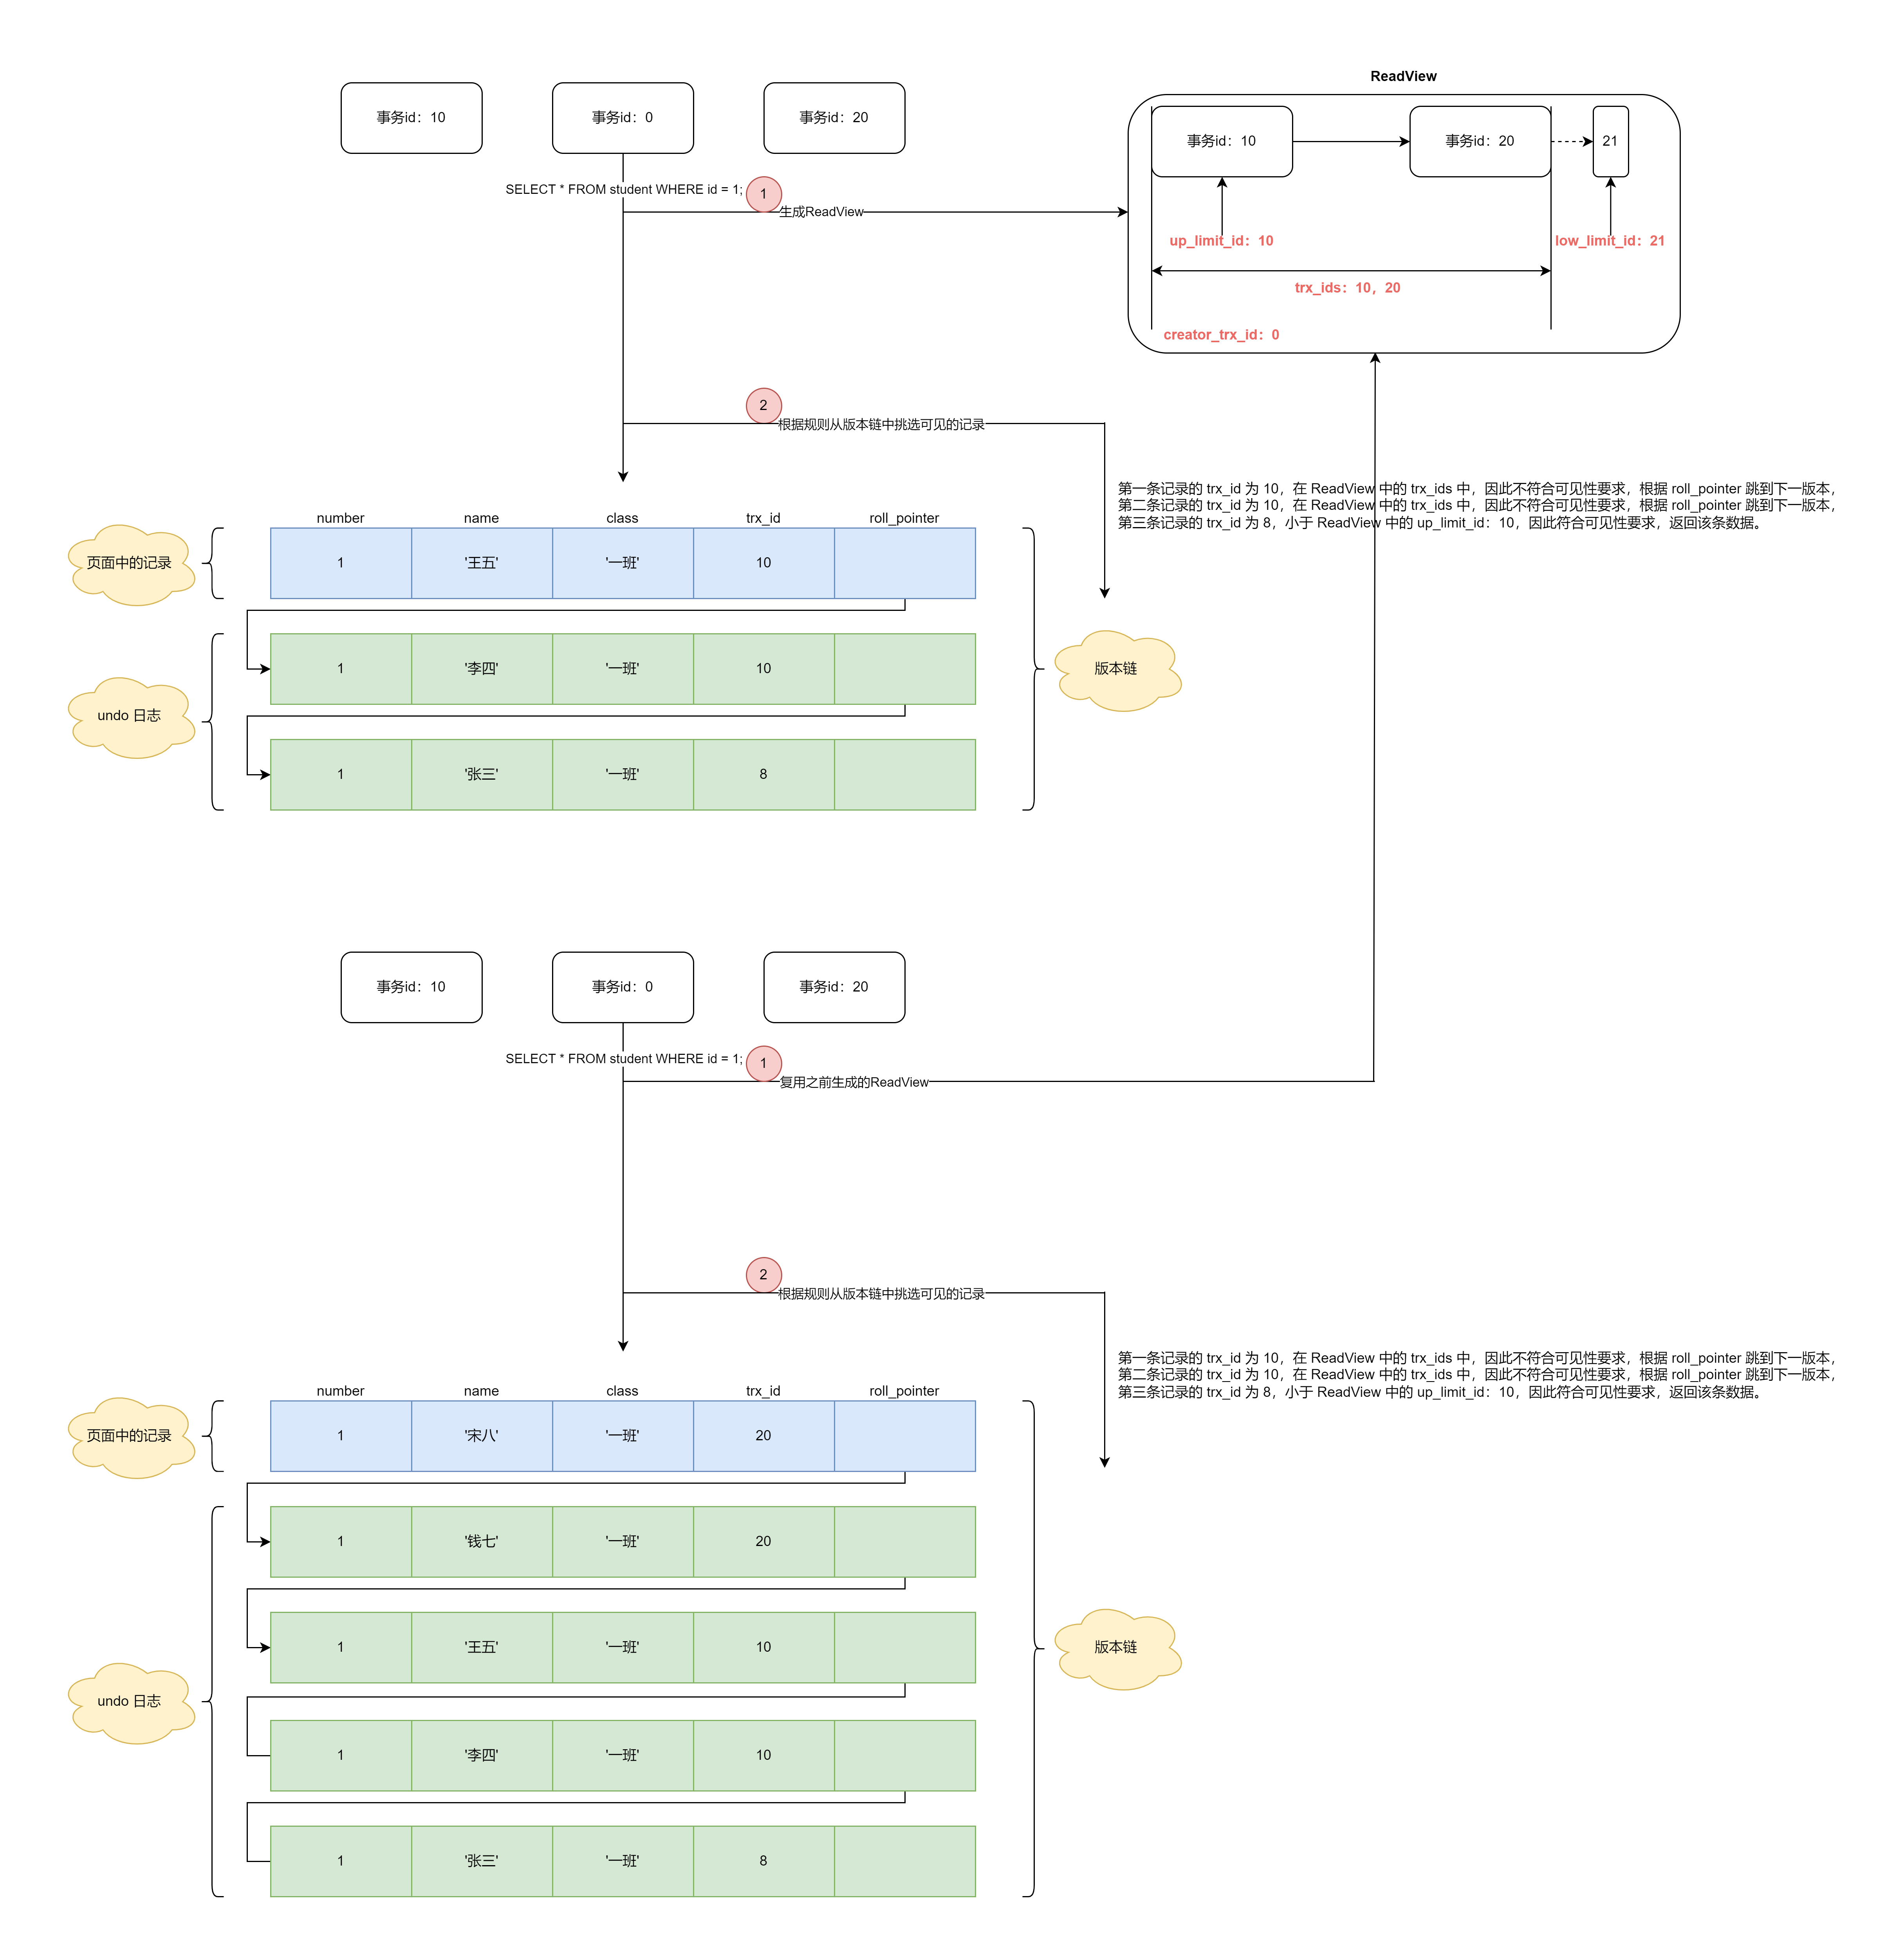 ReadView
事务id：10
事务id：0
事务id：20
事务id：10
事务id：20
21
SELECT * FROM student WHERE id = 1;
1
生成ReadView
up_limit_id：10
low_limit_id：21
trx_ids：10，20
creator_trx_id：0
2
根据规则从版本链中挑选可见的记录
第一条记录的 trx_id 为 10，在 ReadView 中的 trx_ids 中，因此不符合可见性要求，根据 roll_pointer 跳到下一版本，
第二条记录的 trx_id 为 10，在 ReadView 中的 trx_ids 中，因此不符合可见性要求，根据 roll_pointer 跳到下一版本，
第三条记录的 trx_id 为 8，小于 ReadView 中的 up_limit_id：10，因此符合可见性要求，返回该条数据。
number name class trx_id roll_pointer
页面中的记录
1 '王五' '一班' 10
1 '李四' '一班' 10
版本链
undo 日志
1 '张三' '一班' 8
事务id：10
事务id：0
事务id：20
SELECT * FROM student WHERE id = 1;
1
复用之前生成的ReadView
2
根据规则从版本链中挑选可见的记录
第一条记录的 trx_id 为 10，在 ReadView 中的 trx_ids 中，因此不符合可见性要求，根据 roll_pointer 跳到下一版本，
第二条记录的 trx_id 为 10，在 ReadView 中的 trx_ids 中，因此不符合可见性要求，根据 roll_pointer 跳到下一版本，
第三条记录的 trx_id 为 8，小于 ReadView 中的 up_limit_id：10，因此符合可见性要求，返回该条数据。
number name class trx_id roll_pointer
页面中的记录
1 '宋八' '一班' 20
1 '钱七' '一班' 20
1 '王五' '一班' 10
版本链
undo 日志
1 '李四' '一班' 10
1 '张三' '一班' 8